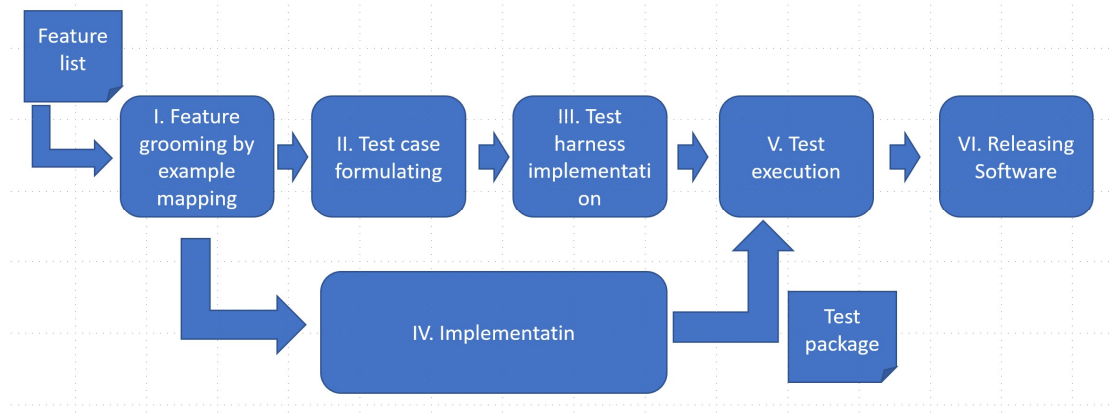 Feature
list
I. Feature
grooming by
example
mapping
II. Test case
formulating
III. Test
harness
implementati
on
V. Test
execution
VI. Releasing
Software
IV. Implementatin
Test
package